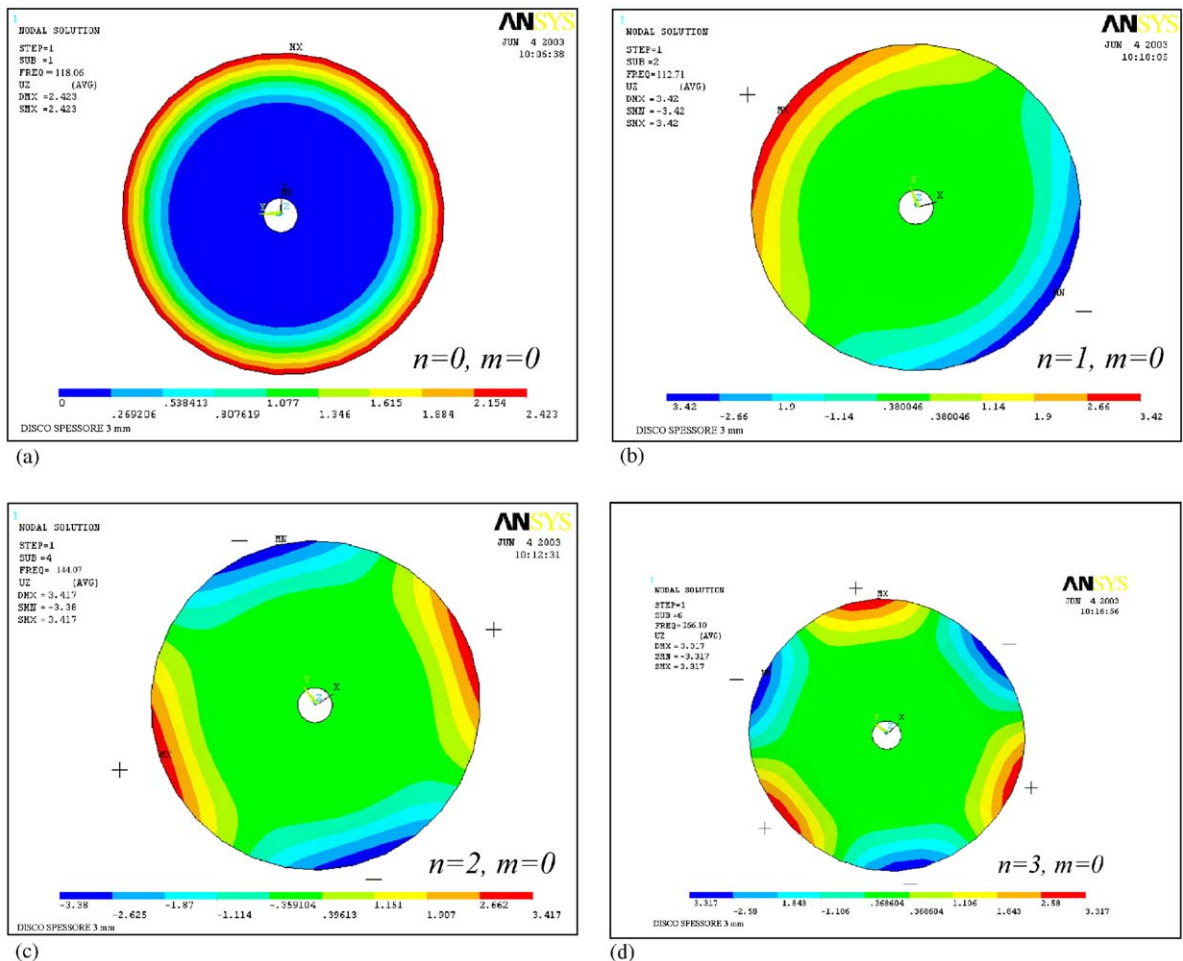 1
NODAL SOLUTION
STEP=1
SUB =1
FREQ=118.06
UZ (AVG)
DMX =2.423
SMX =2.423
ANSYS
JUN 4 2003
10:06:38
MX
Y
Z
n=0, m=0
0 .538413 1.077 1.615 2.154
.269206 .807619 1.346 1.884 2.423
DISCO SPESSORE 3 mm
(a)
1
NODAL SOLUTION
STEP=1
SUB =2
FREQ=112.71
UZ (AVG)
DMX =3.42
SMN =-3.42
SMX =3.42
ANSYS
JUN 4 2003
10:10:05
+
MX
Y
Z X
MN
—
n=1, m=0
3.42 1.9 .380046 1.14 2.66
-2.66 -1.14 .380046 1.9 3.42
DISCO SPESSORE 3 mm
(b)
1
NODAL SOLUTION
STEP=1
SUB =4
FREQ= 144.07
UZ (AVG)
DMX =3.417
SMN =-3.38
SMX =3.417
ANSYS
JUN 4 2003
10:12:31
— MN
+
Y Z X
MX
+
—
n=2, m=0
-3.38 -1.87 -.359104 1.151 2.662
-2.625 -1.114 .39613 1.007 3.417
DISCO SPESSORE 3 mm
(c)
1
NODAL SOLUTION
STEP=1
SUB =6
FREQ=266.10
UZ (AVG)
DMX =3.317
SMN =-3.317
SMX =3.317
ANSYS
JUN 4 2003
10:16:56
+
MX
—
MN
—
Y Z X
+
+
—
n=3, m=0
3.317 1.843 .368604 1.106 2.58
-2.58 -1.106 .368604 1.843 3.317
DISCO SPESSORE 3 mm
(d)